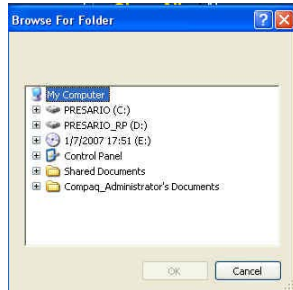 Browse For Folder
My Computer
PRESARIO (C:)
PRESARIO_RP (D:)
1/7/2007 17:51 (E:)
Control Panel
Shared Documents
Compaq_Administrator's Documents
OK
Cancel